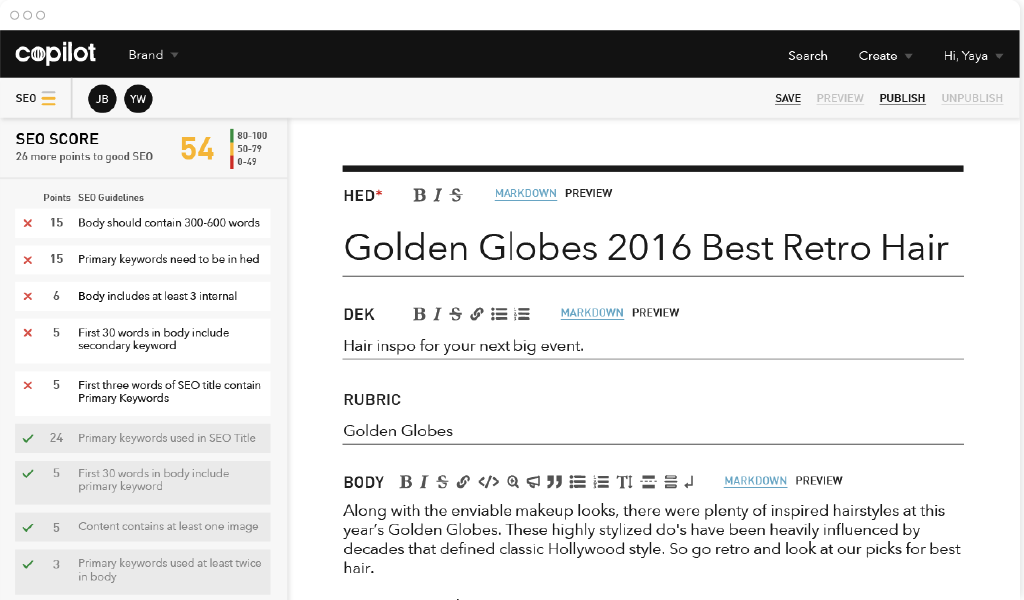 copilot Brand Search Create Hi, Yaya
SEO JB YW SAVE PREVIEW PUBLISH UNPUBLISH
SEO SCORE
26 more points to good SEO
54
80-100
50-79
0-49
Points SEO Guidelines
15 Body should contain 300-600 words
15 Primary keywords need to be in hed
6 Body includes at least 3 internal
5 First 30 words in body include
secondary keyword
5 First three words of SEO title contain
Primary Keywords
24 Primary keywords used in SEO Title
5 First 30 words in body include
primary keyword
5 Content contains at least one image
3 Primary keywords used at least twice
in body
HED* B I S MARKDOWN PREVIEW
Golden Globes 2016 Best Retro Hair
DEK B I S MARKDOWN PREVIEW
Hair inspo for your next big event.
RUBRIC
Golden Globes
BODY B I S MARKDOWN PREVIEW
Along with the enviable makeup looks, there were plenty of inspired hairstyles at this
year's Golden Globes. These highly stylized do's have been heavily influenced by
decades that defined classic Hollywood style. So go retro and look at our picks for best
hair.